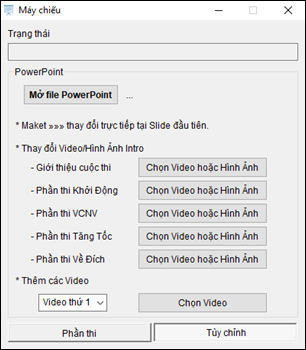 Máy chiếu
Trạng thái
PowerPoint
Mở file PowerPoint ...
* Maket »»» thay đổi trực tiếp tại Slide đầu tiên.
* Thay đổi Video/Hình Ảnh Intro
- Giới thiệu cuộc thi Chọn Video hoặc Hình Ảnh
- Phần thi Khởi Động Chọn Video hoặc Hình Ảnh
- Phần thi VCNV Chọn Video hoặc Hình Ảnh
- Phần thi Tăng Tốc Chọn Video hoặc Hình Ảnh
- Phần thi Về Đích Chọn Video hoặc Hình Ảnh
* Thêm các Video
Video thứ 1 Chọn Video
Phần thi Tùy chỉnh